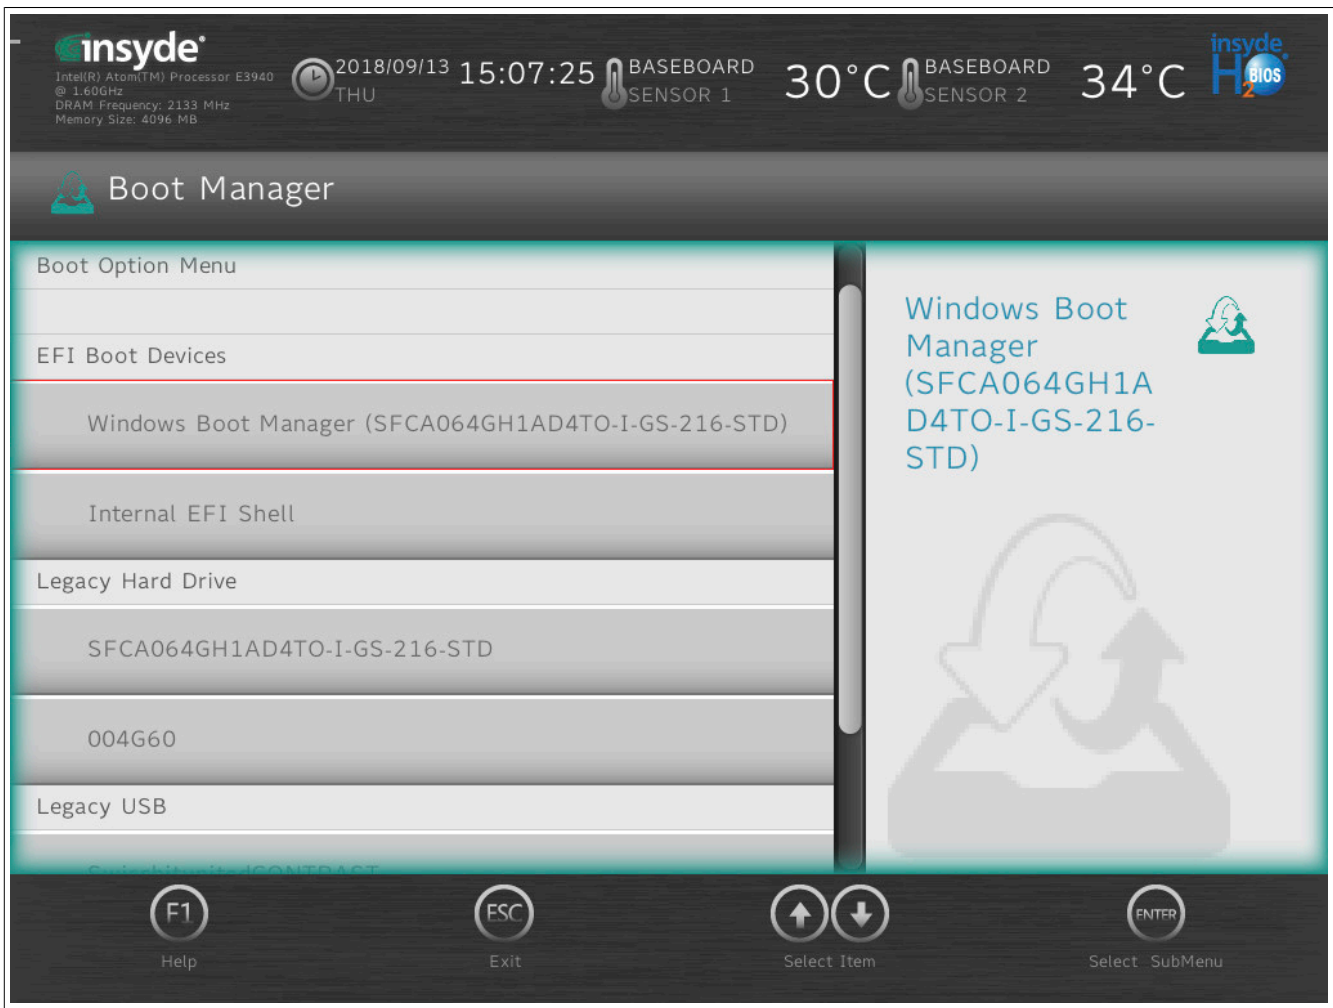 insyde®
Intel(R) Atom(TM) Processor E3940
@ 1.60GHz
DRAM Frequency: 2133 MHz
Memory Size: 4096 MB
2018/09/13
THU
15:07:25
BASEBOARD
SENSOR 1
30°C
BASEBOARD
SENSOR 2
34°C
insyde
H2BIOS
Boot Manager
Boot Option Menu
EFI Boot Devices
Windows Boot Manager (SFCA064GH1AD4TO-I-GS-216-STD)
Internal EFI Shell
Legacy Hard Drive
SFCA064GH1AD4TO-I-GS-216-STD
004G60
Legacy USB
Windows Boot
Manager
(SFCA064GH1A
D4TO-I-GS-216-
STD)
F1
Help
ESC
Exit
Select Item
ENTER
Select SubMenu